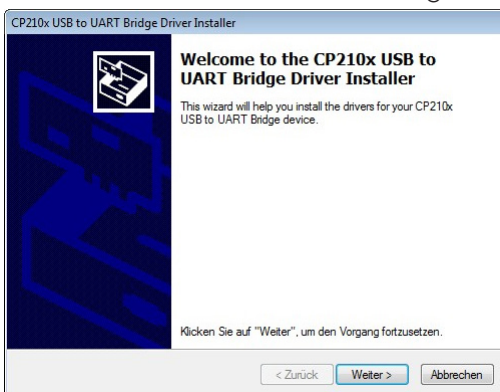 CP210x USB to UART Bridge Driver Installer
Welcome to the CP210x USB to
UART Bridge Driver Installer
This wizard will help you install the drivers for your CP210x
USB to UART Bridge device.
Klicken Sie auf "Weiter", um den Vorgang fortzusetzen.
< Zurück Weiter > Abbrechen